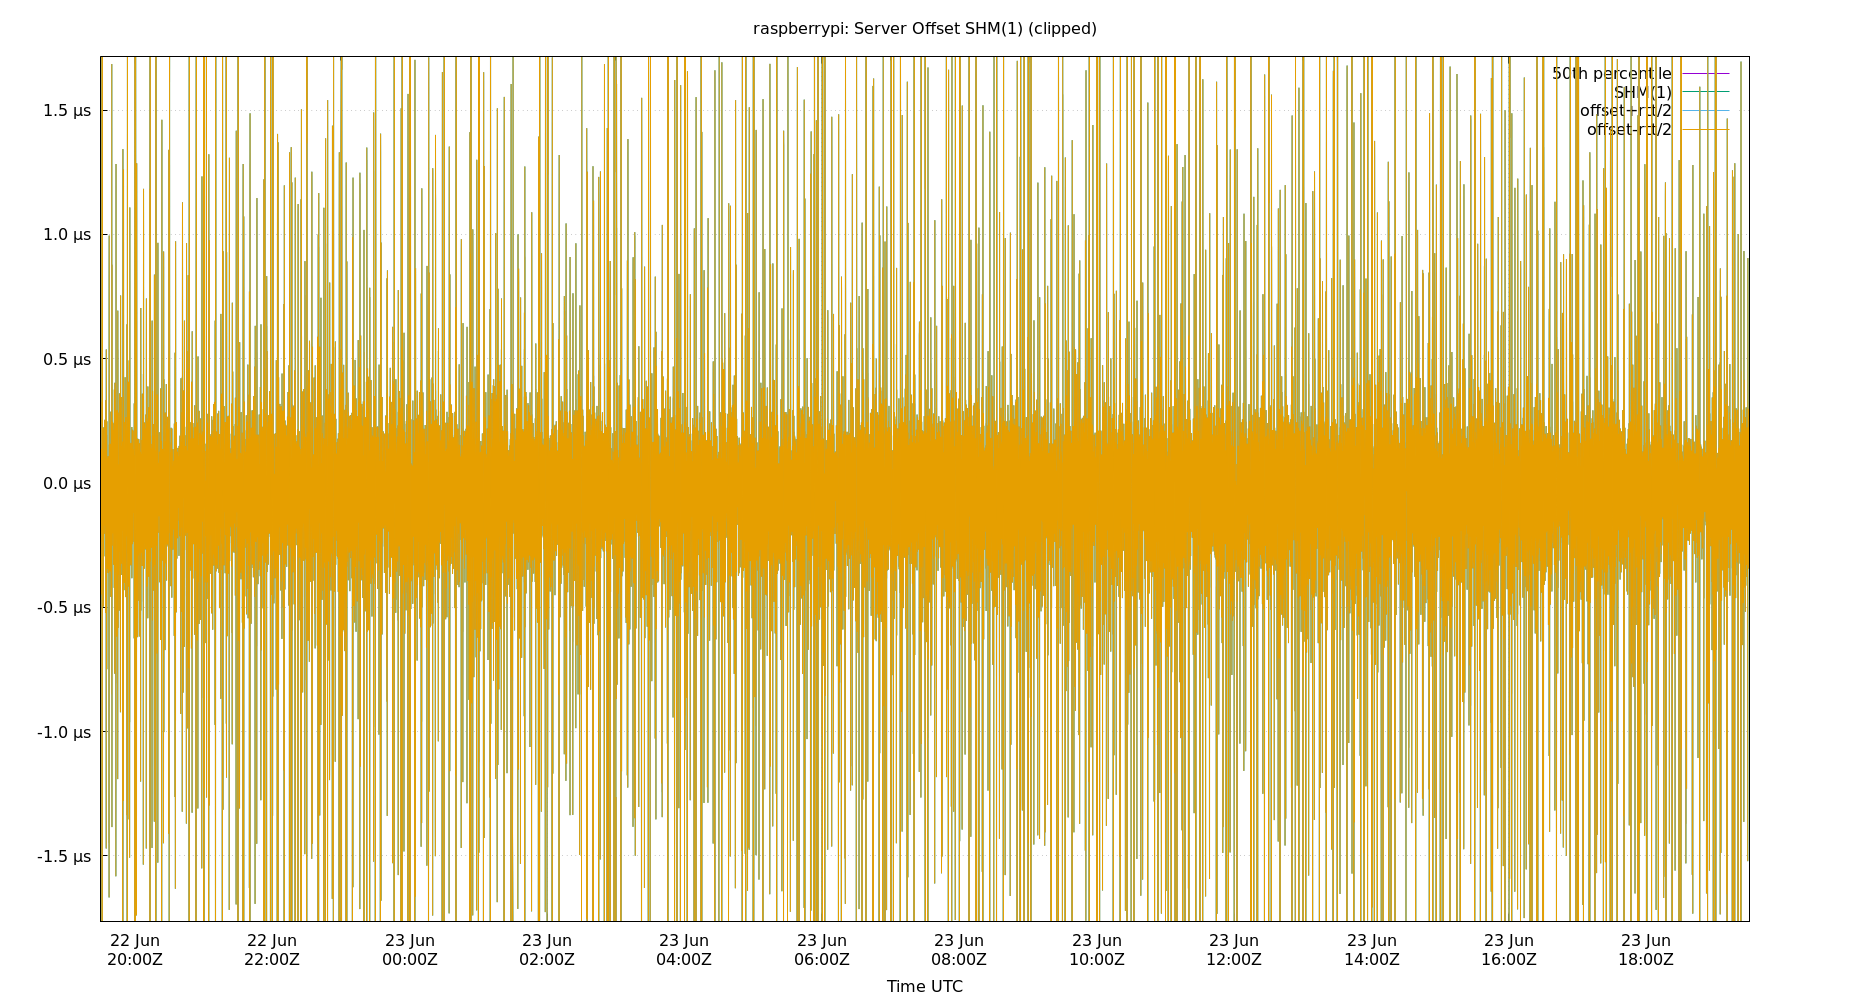 raspberrypi: Server Offset SHM(1) (clipped)
50th percentile
SHM(1)
offset+rtt/2
offset-rtt/2
1.5 µs
1.0 µs
0.5 µs
0.0 µs
-0.5 µs
-1.0 µs
-1.5 µs
22 Jun 22 Jun 23 Jun 23 Jun 23 Jun 23 Jun 23 Jun 23 Jun 23 Jun 23 Jun 23 Jun 23 Jun
20:00Z 22:00Z 00:00Z 02:00Z 04:00Z 06:00Z 08:00Z 10:00Z 12:00Z 14:00Z 16:00Z 18:00Z
Time UTC